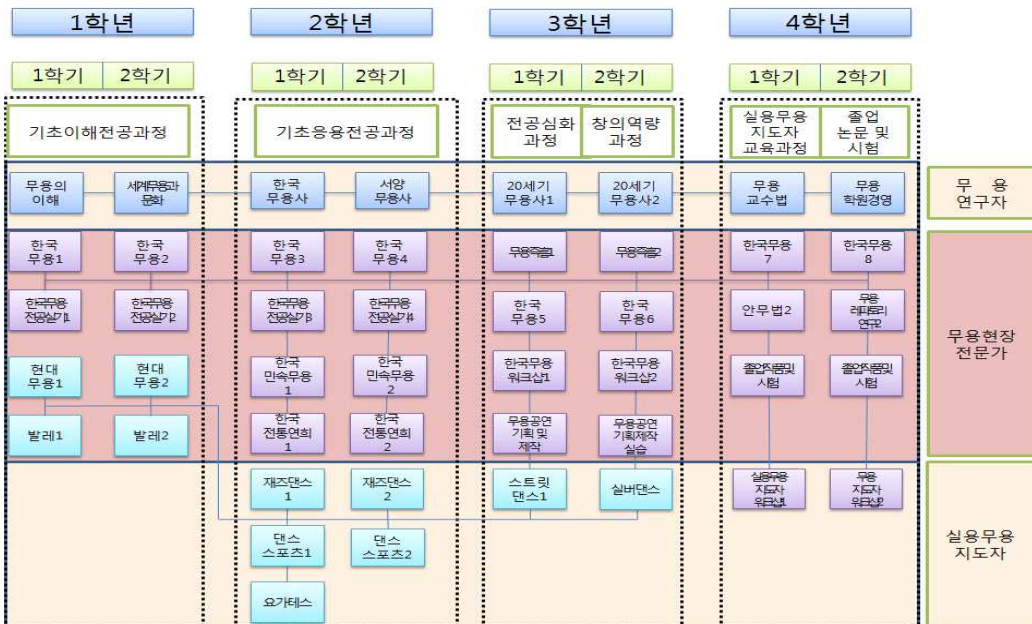 1학년 2학년 3학년 4학년
1학기 2학기 1학기 2학기 1학기 2학기 1학기 2학기
기초이해전공과정
기초응용전공과정
전공심화
과정
창의역량
과정
실용무용
지도자
교육과정
졸업
논문 및
시험
무용의
이해
세계무용과
문화
한국
무용사
서양
무용사
20세기
무용사1
20세기
무용사2
무용
교수법
무용
학원경영
무 용
연구자
한국
무용1
한국
무용2
한국
무용3
한국
무용4
무용즉흥1
무용즉흥2
한국무용
7
한국무용
8
한국무용
전공실기1
한국무용
전공실기2
한국무용
전공실기3
한국무용
전공실기4
한국
무용5
한국
무용6
안무법2
무용
레파토리
연구2
무용현장
전문가
현대
무용1
현대
무용2
한국
민속무용
1
한국
민속무용
2
한국무용
워크샵1
한국무용
워크샵2
졸업작품및
시험
졸업작품및
시험
발레1
발레2
한국
전통연희
1
한국
전통연희
2
무용공연
기획 및
제작
무용공연
기획제작
실습
재즈댄스
1
재즈댄스
2
스트릿
댄스1
실버댄스
실용무용
지도자
워크샵1
무용
지도자
워크샵2
실용무용
지도자
댄스
스포츠1
댄스
스포츠2
요가테스